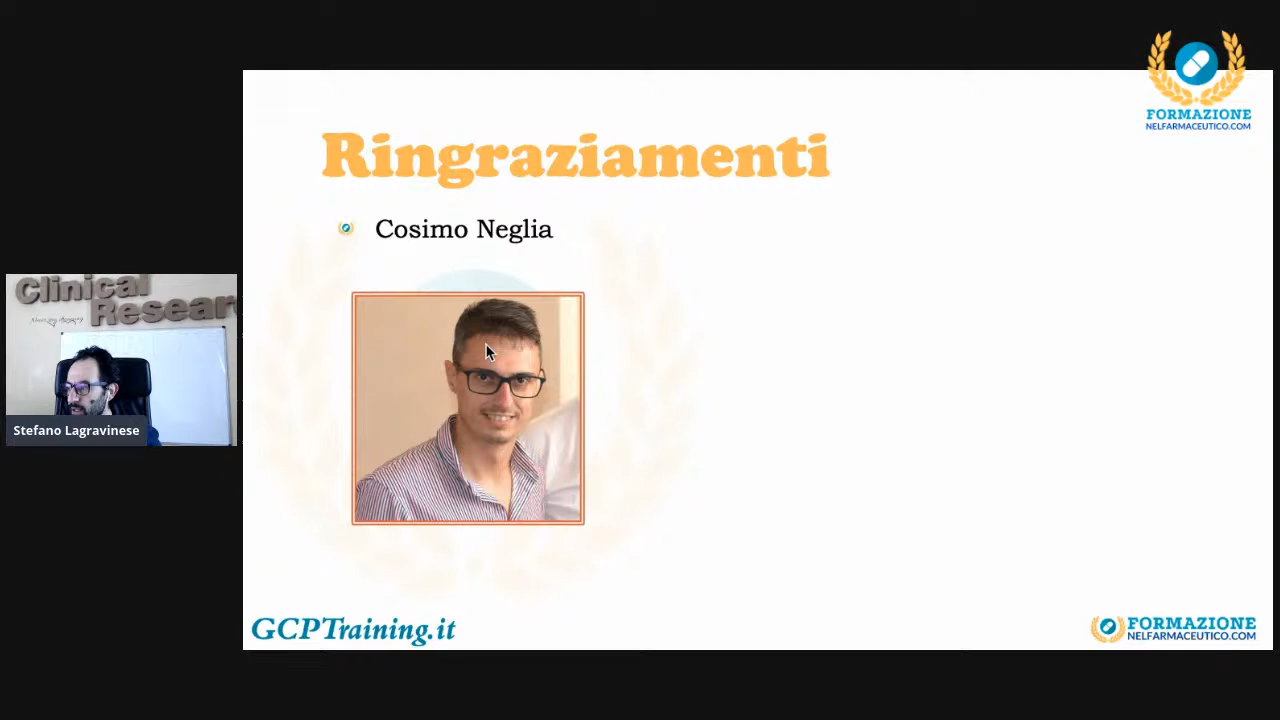 FORMAZIONE
NELFARMACEUTICO.COM
Ringraziamenti
Cosimo Neglia
Clinical
Resear
Stefano Lagravinese
GCPTraining.it
FORMAZIONE
NELFARMACEUTICO.COM